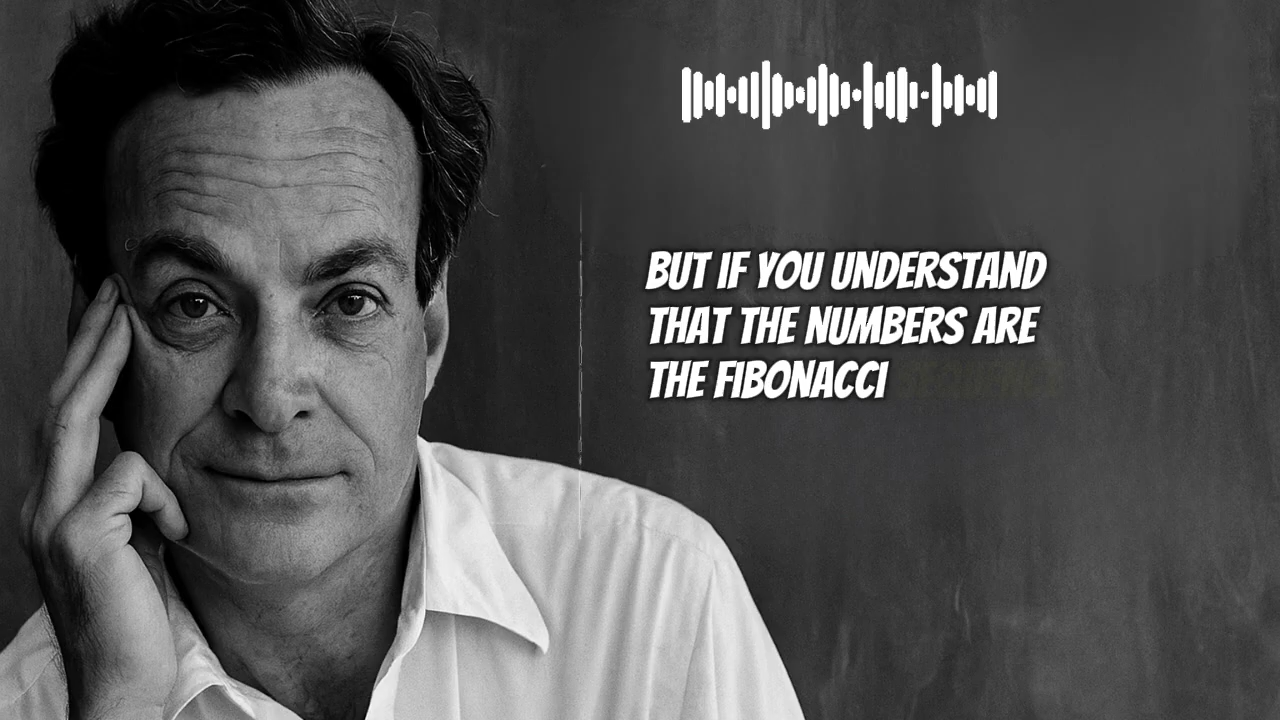 BUT IF YOU UNDERSTAND
THAT THE NUMBERS ARE
THE FIBONACCI